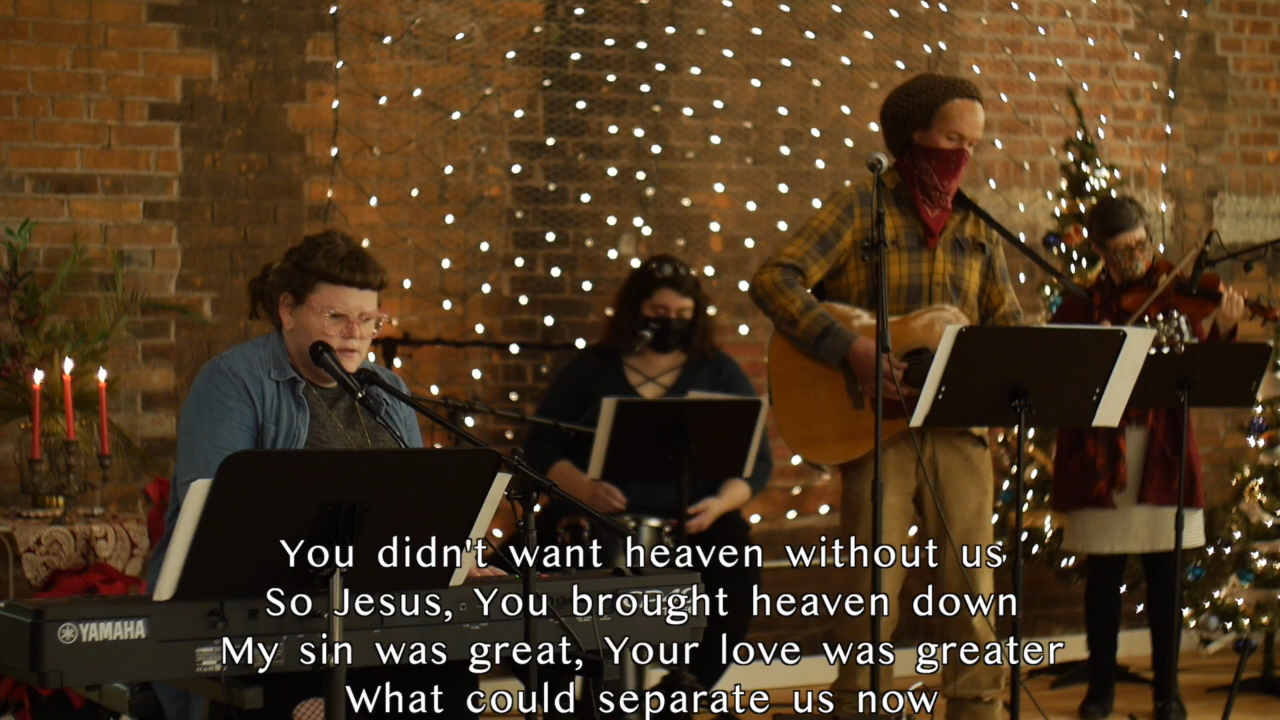 You didn't want heaven without us
So Jesus, You brought heaven down
My sin was great, Your love was greater
What could separate us now
YAMAHA